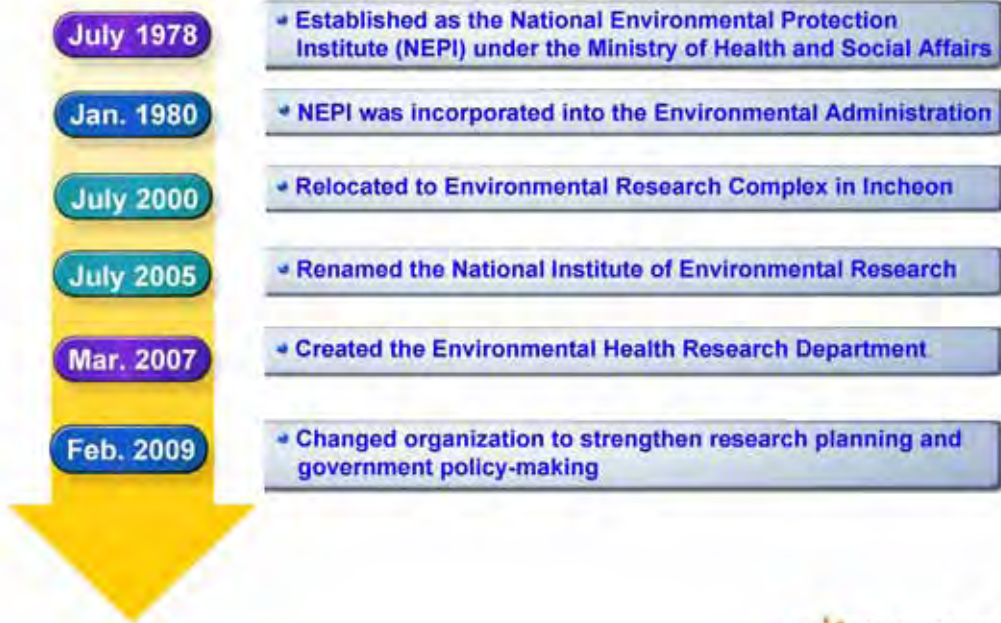 July 1978
Established as the National Environmental Protection
Institute (NEPI) under the Ministry of Health and Social Affairs
Jan. 1980
NEPI was incorporated into the Environmental Administration
July 2000
Relocated to Environmental Research Complex in Incheon
July 2005
Renamed the National Institute of Environmental Research
Mar. 2007
Created the Environmental Health Research Department
Feb. 2009
Changed organization to strengthen research planning and
government policy-making